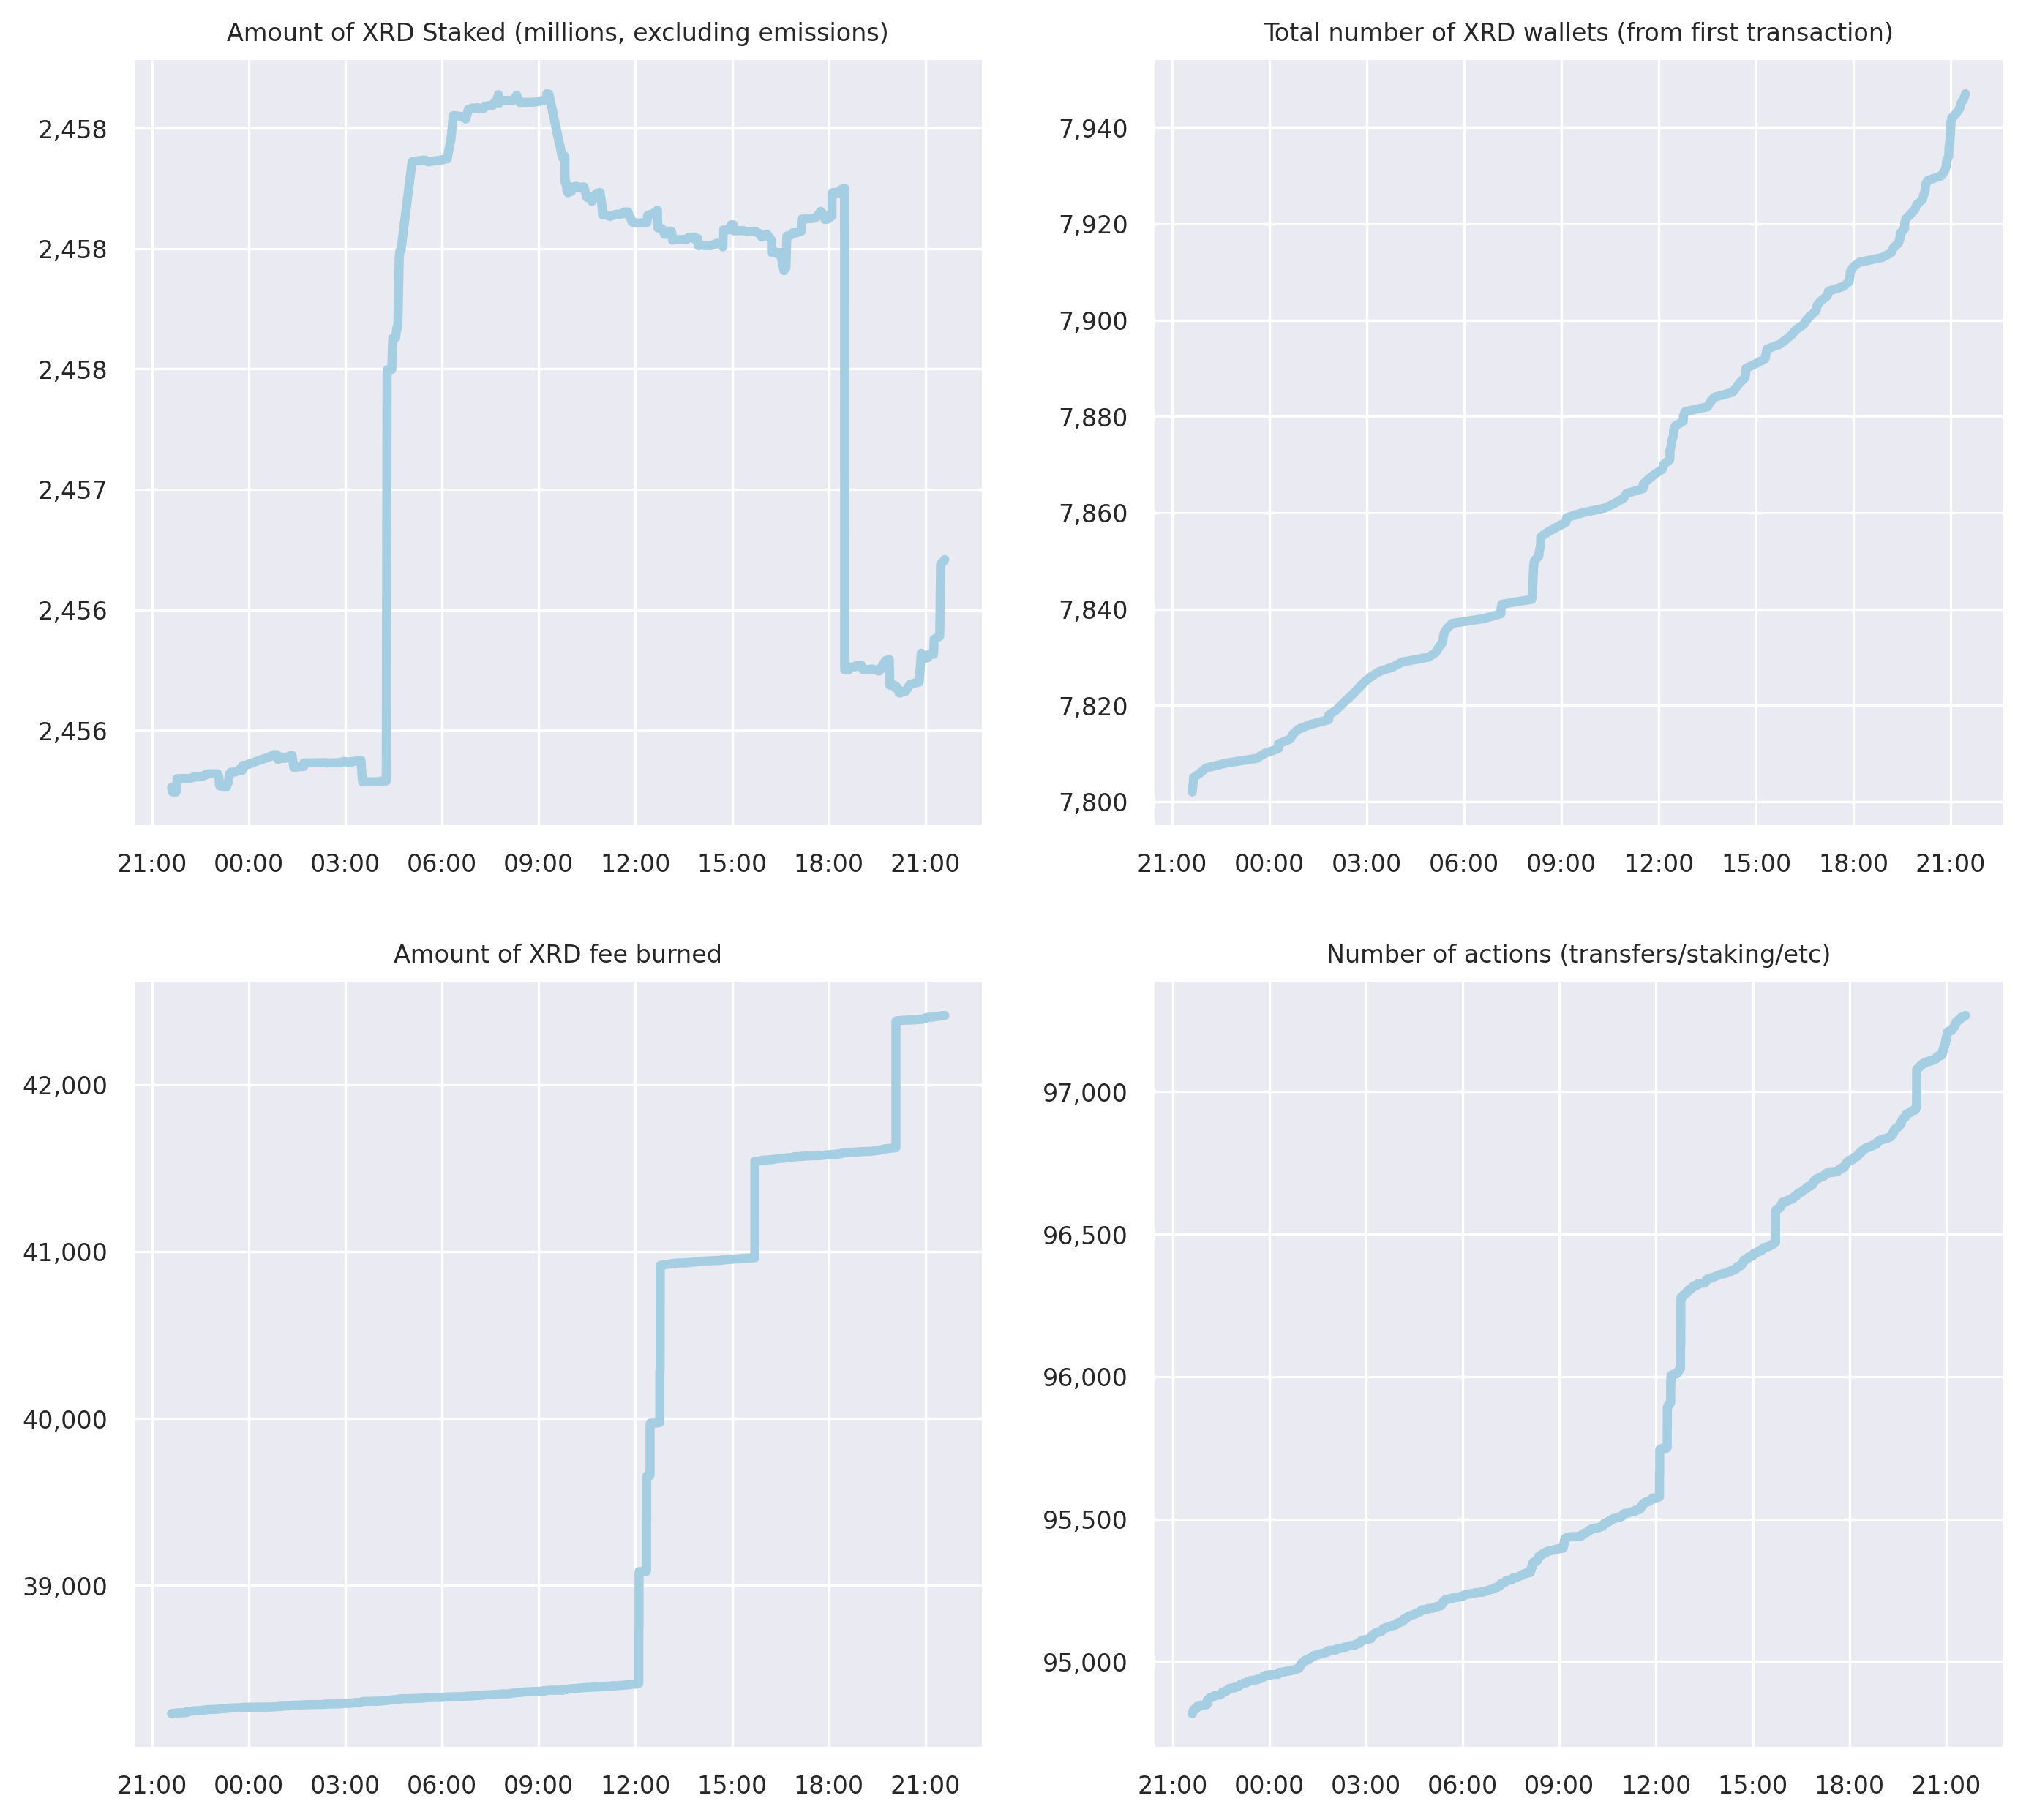 Amount of XRD Staked (millions, excluding emissions)
2,458
2,458
2,458
2,457
2,456
2,456
21:00 00:00 03:00 06:00 09:00 12:00 15:00 18:00 21:00
Total number of XRD wallets (from first transaction)
7,940
7,920
7,900
7,880
7,860
7,840
7,820
7,800
21:00 00:00 03:00 06:00 09:00 12:00 15:00 18:00 21:00
Amount of XRD fee burned
42,000
41,000
40,000
39,000
21:00 00:00 03:00 06:00 09:00 12:00 15:00 18:00 21:00
Number of actions (transfers/staking/etc)
97,000
96,500
96,000
95,500
95,000
21:00 00:00 03:00 06:00 09:00 12:00 15:00 18:00 21:00